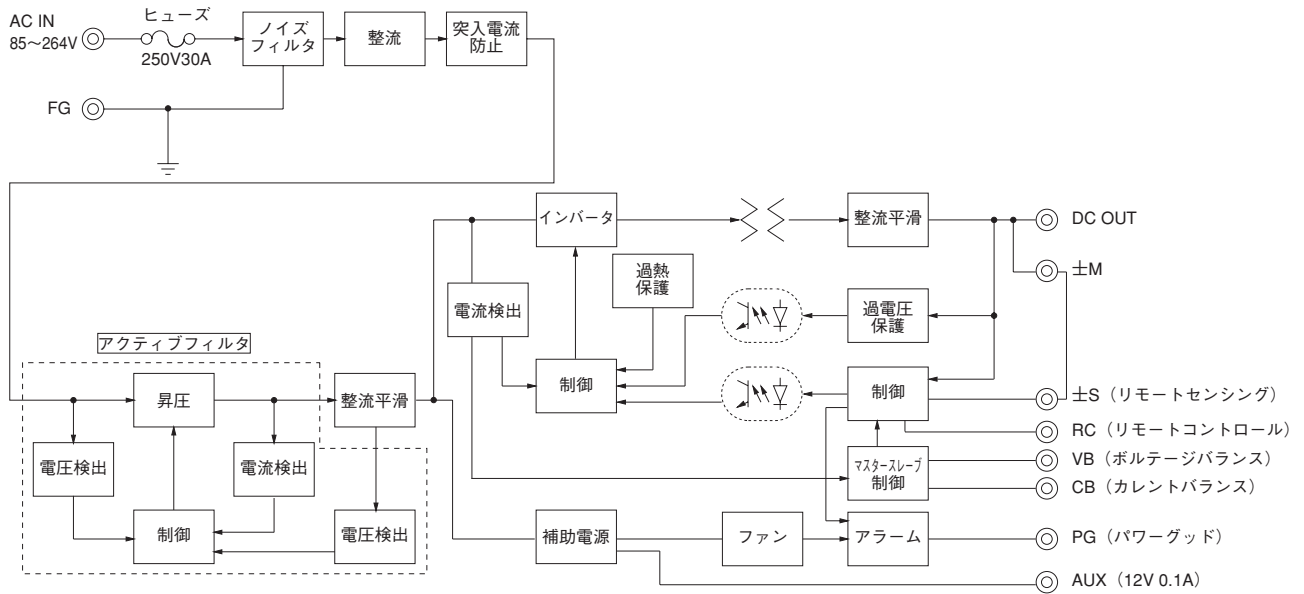 AC IN
85～264V
ヒューズ
250V30A
ノイズ
フィルタ
整流
突入電流
防止
FG
インバータ
整流平滑
DC OUT
±M
過熱
保護
電流検出
過電圧
保護
アクティブフィルタ
制御
制御
昇圧
整流平滑
±S（リモートセンシング）
RC（リモートコントロール）
電圧検出
電流検出
マスタースレーブ
制御
VB（ボルテージバランス）
CB（カレントバランス）
制御
電圧検出
補助電源
ファン
アラーム
PG（パワーグッド）
AUX（12V 0.1A）